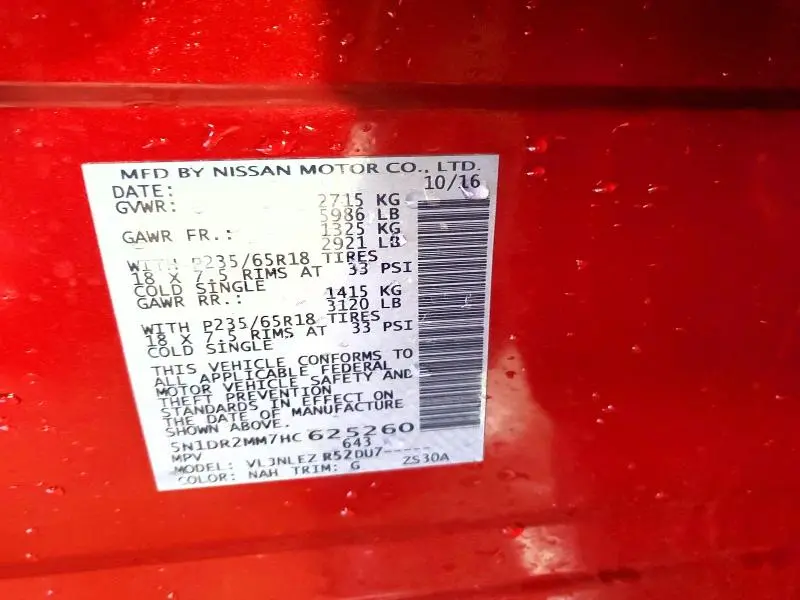 MFD BY NISSAN MOTOR CO., LTD.
DATE: 10/16
GVWR: 2715 KG
5986 LB
GAWR FR.: 1325 KG
2921 LB
WITH P235/65R18 TIRES
18 X 7.5 RIMS AT 33 PSI
COLD SINGLE
GAWR RR.: 1415 KG
3120 LB
WITH P235/65R18 TIRES
18 X 7.5 RIMS AT 33 PSI
COLD SINGLE
THIS VEHICLE CONFORMS TO
ALL APPLICABLE FEDERAL
MOTOR VEHICLE SAFETY AND
THEFT PREVENTION
STANDARDS IN EFFECT ON
THE DATE OF MANUFACTURE
SHOWN ABOVE.
5N1DR2MM7HC 625260
MPV 643
MODEL: VLJNLEZ R52DU7-----
COLOR: NAH TRIM: G ZS30A